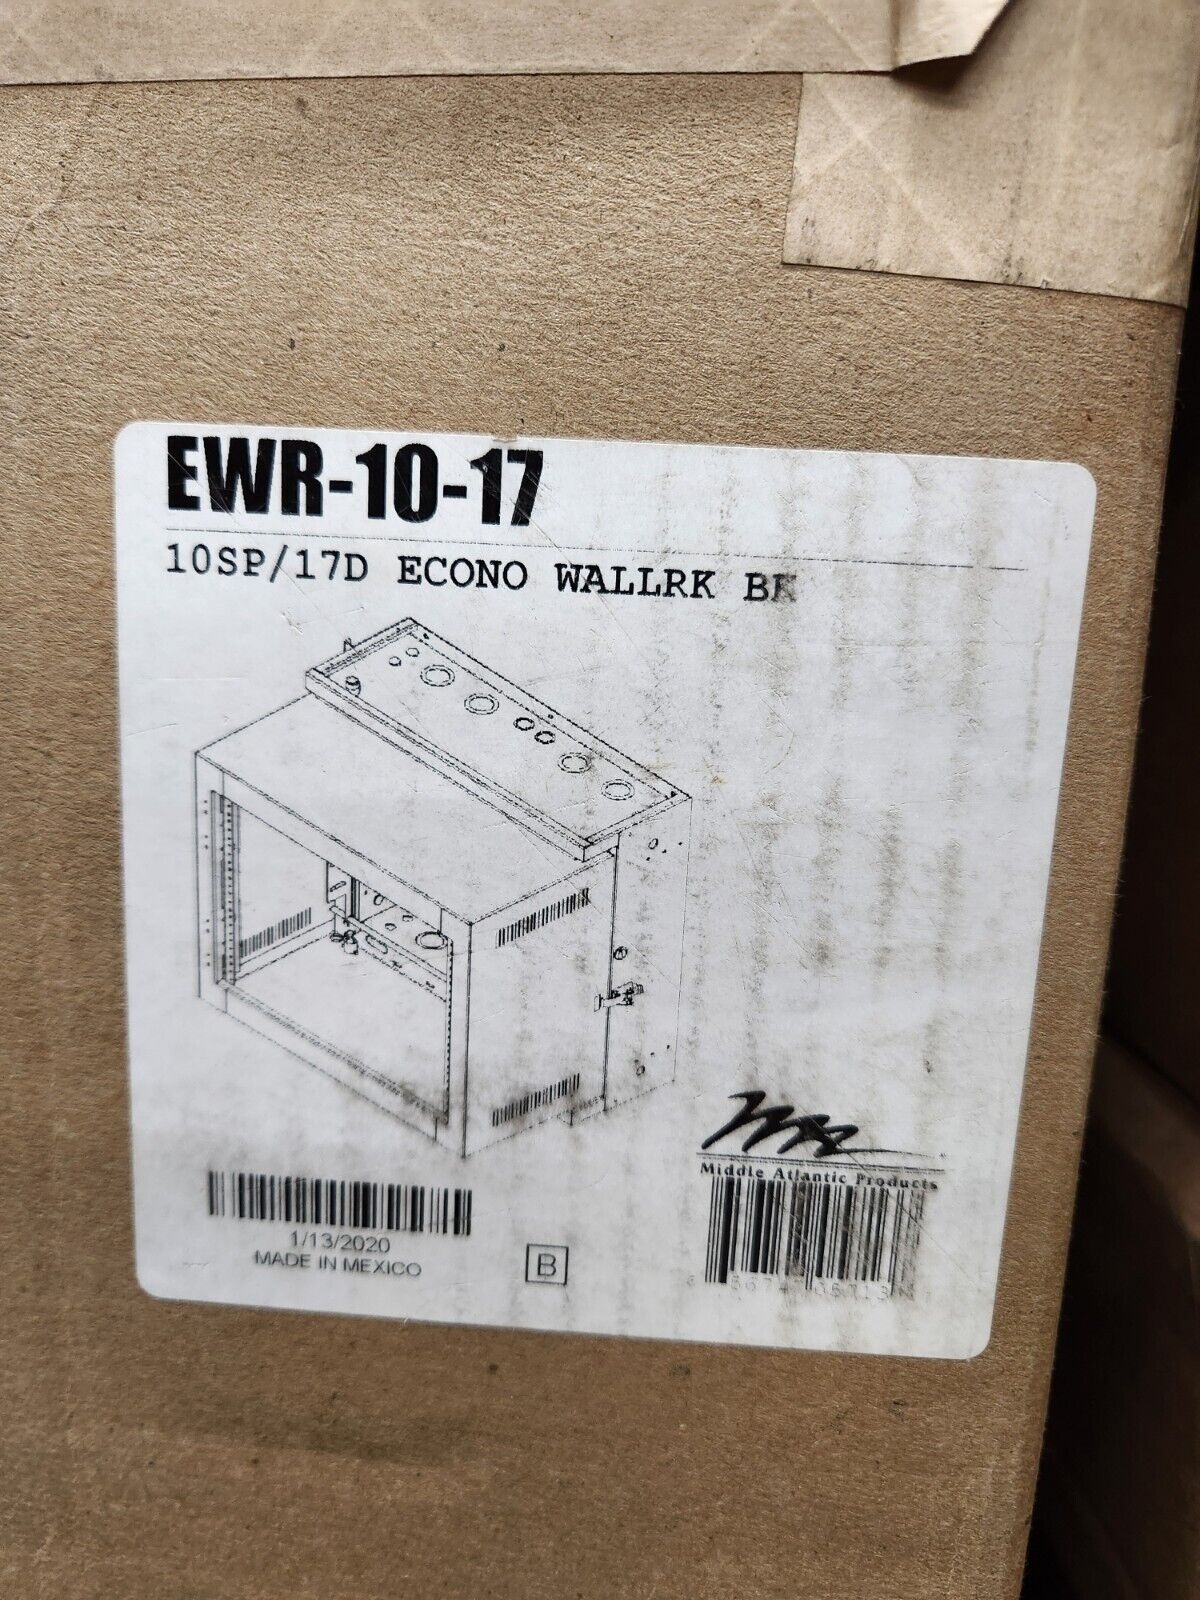 EWR-10-17
10SP/17D ECONO WALLRK BK
Middle Atlantic Products
1/13/2020
MADE IN MEXICO
B